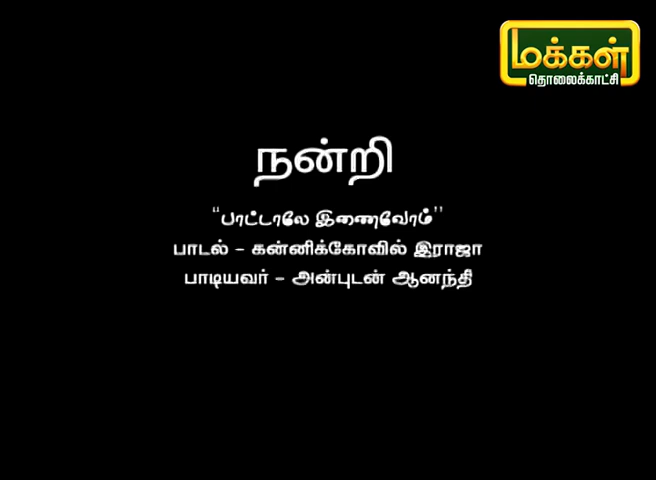 மக்கள்
தொலைக்காட்சி
நன்றி
“பாட்டாலே இணைவோம்”
பாடல் – கன்னிக்கோவில் இராஜா
பாடியவர் – அன்புடன் ஆனந்தி